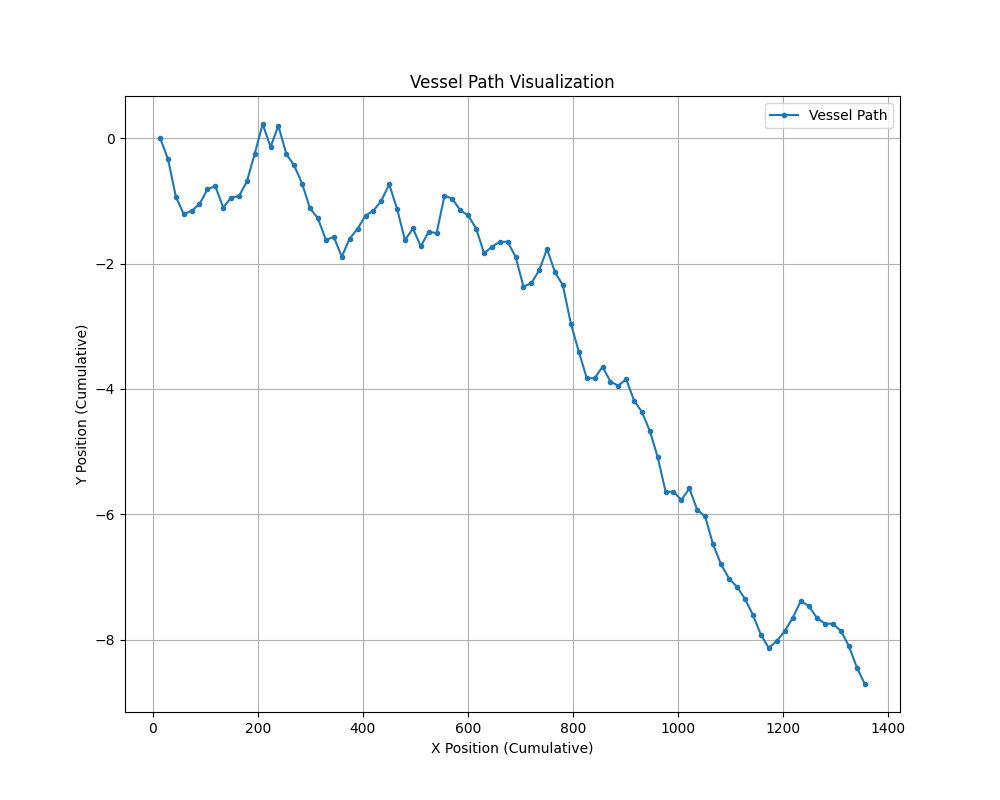 Vessel Path Visualization
Vessel Path
0
−2
−4
−6
−8
Y Position (Cumulative)
0 200 400 600 800 1000 1200 1400
X Position (Cumulative)